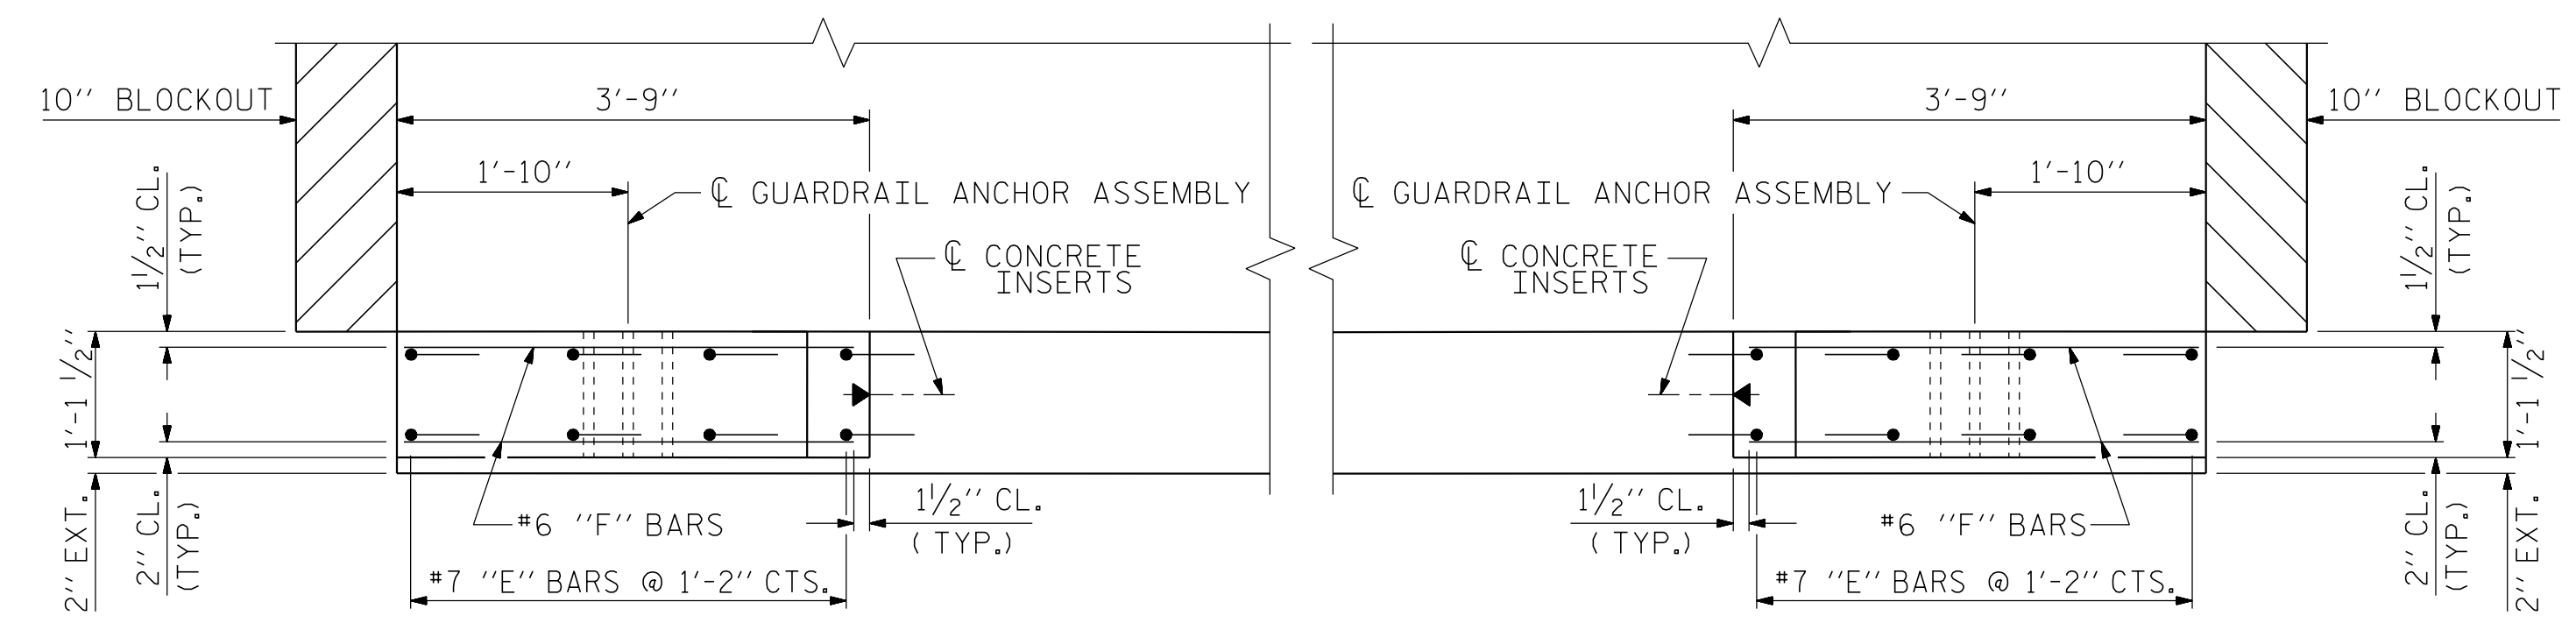 10" BLOCKOUT
3'-9"
3'-9"
10" BLOCKOUT
1'-10"
℄ GUARDRAIL ANCHOR ASSEMBLY
℄ GUARDRAIL ANCHOR ASSEMBLY
1'-10"
1½" CL.
(TYP.)
℄ CONCRETE
INSERTS
℄ CONCRETE
INSERTS
1½" CL.
(TYP.)
1'-1 ½"
1'-1 ½"
2" EXT.
2" CL.
(TYP.)
#6 "F" BARS
1½" CL.
(TYP.)
1½" CL.
(TYP.)
#6 "F" BARS
2" CL.
(TYP.)
2" EXT.
#7 "E" BARS @ 1'-2" CTS.
#7 "E" BARS @ 1'-2" CTS.